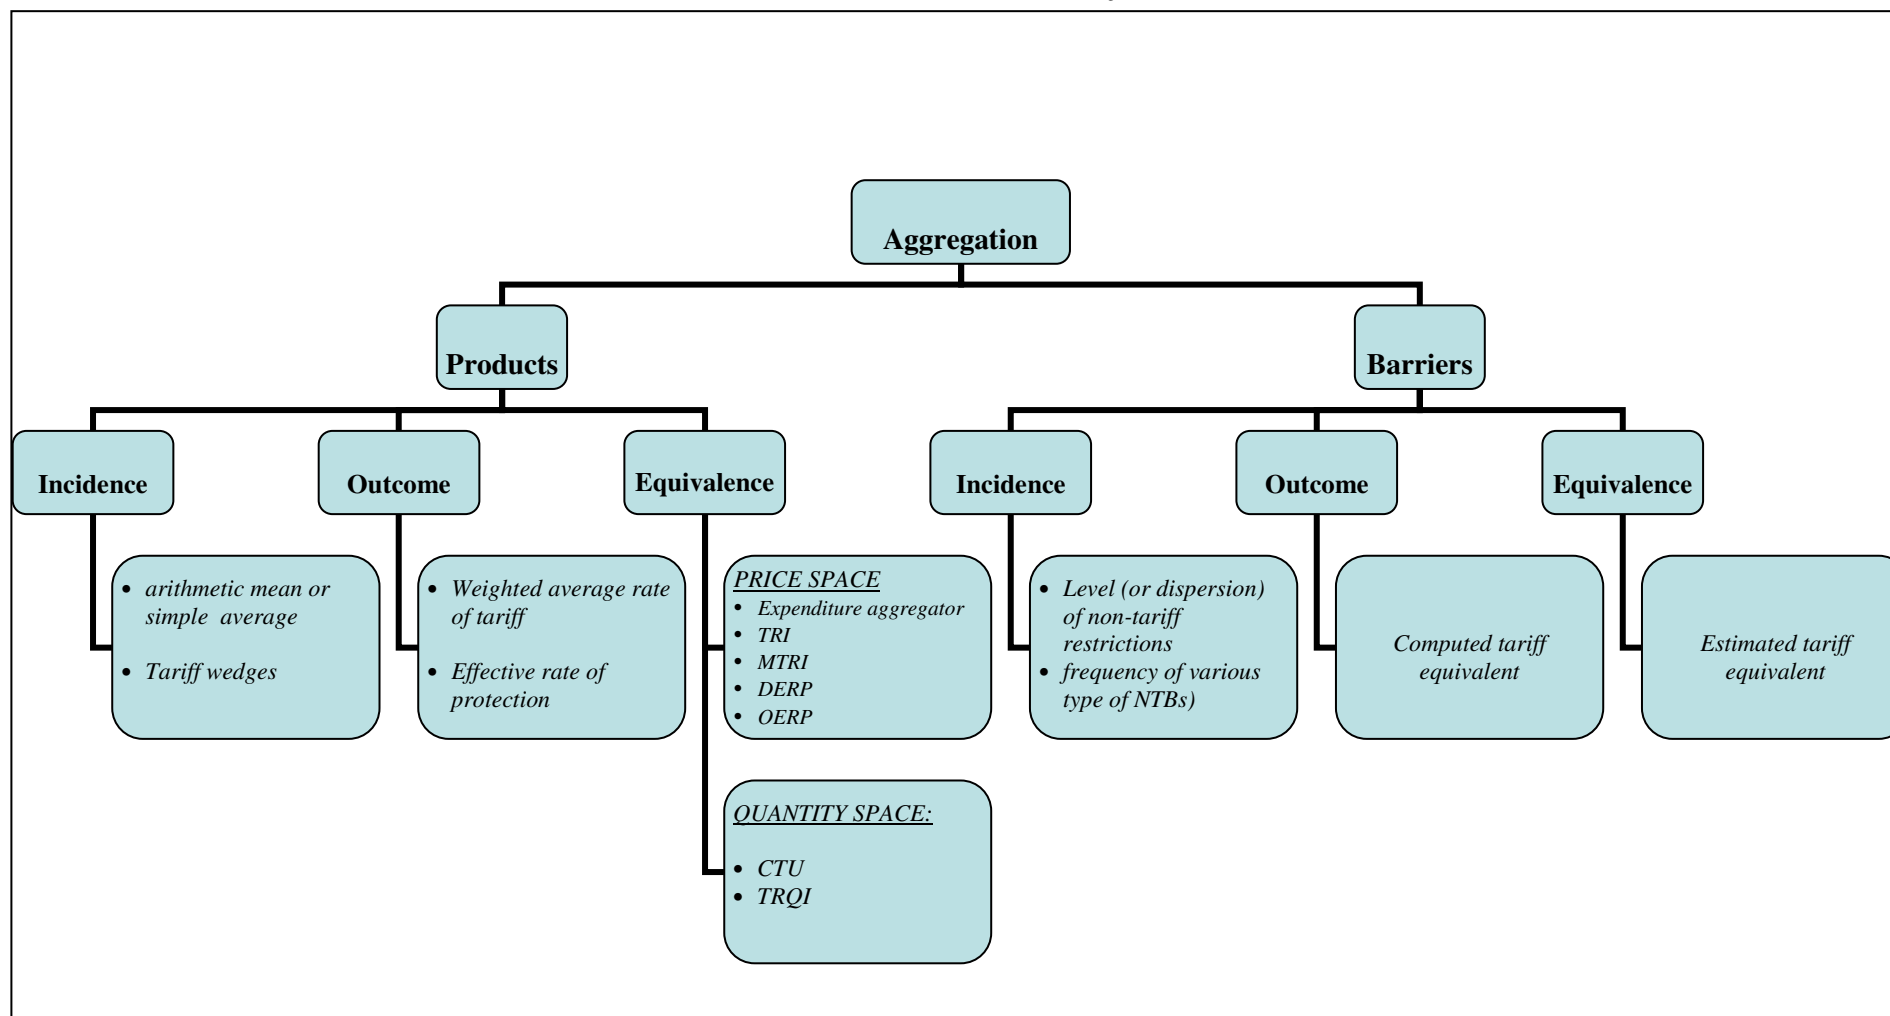 Aggregation
Products
Barriers
Incidence
Outcome
Equivalence
Incidence
Outcome
Equivalence
• arithmetic mean or
simple average
• Tariff wedges
• Weighted average rate
of tariff
• Effective rate of
protection
PRICE SPACE
• Expenditure aggregator
• TRI
• MTRI
• DERP
• OERP
QUANTITY SPACE:
• CTU
• TRQI
• Level (or dispersion)
of non-tariff
restrictions
• frequency of various
type of NTBs)
Computed tariff
equivalent
Estimated tariff
equivalent